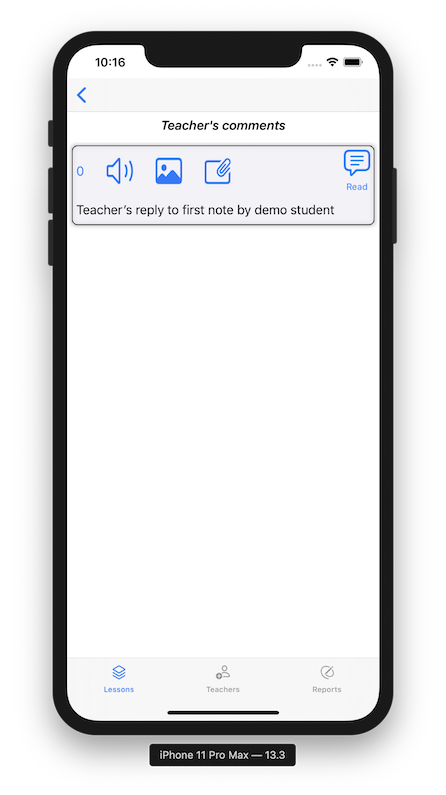 10:16
Teacher's comments
0
Read
Teacher's reply to first note by demo student
Lessons
Teachers
Reports
iPhone 11 Pro Max — 13.3